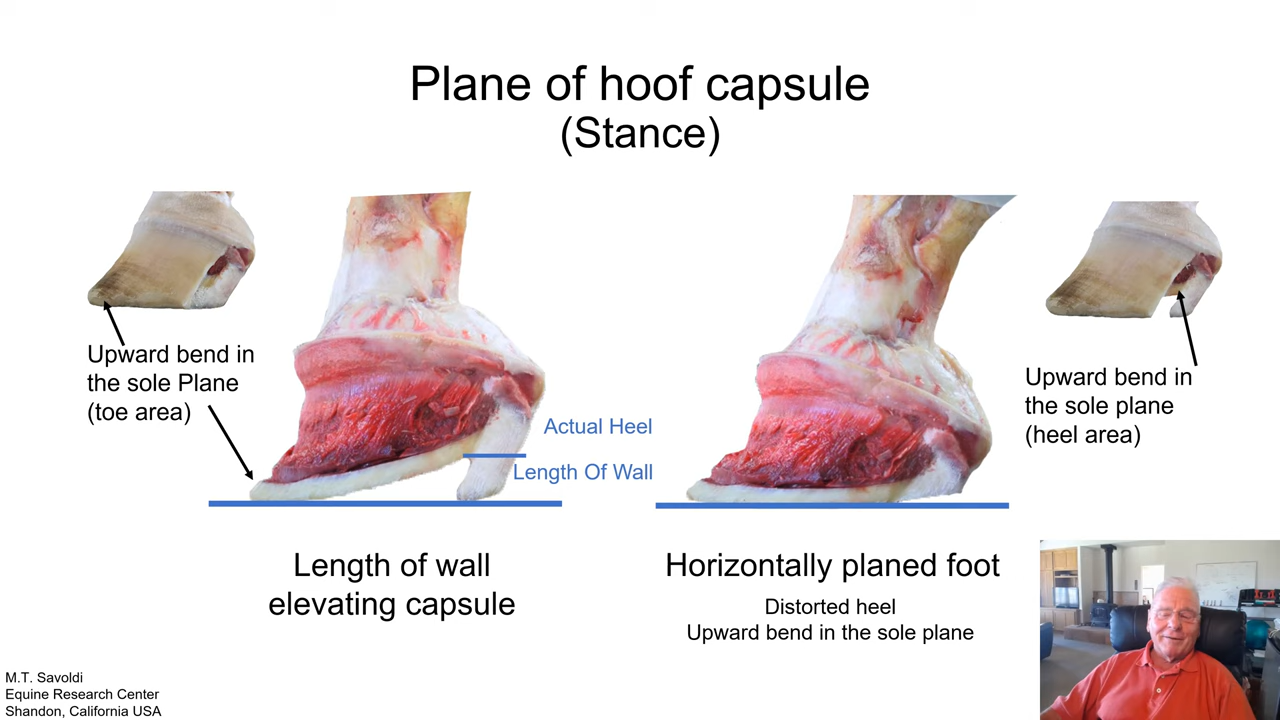 Plane of hoof capsule
(Stance)
Upward bend in
the sole Plane
(toe area)
Actual Heel
Length Of Wall
Upward bend in
the sole plane
(heel area)
Length of wall
elevating capsule
Horizontally planed foot
Distorted heel
Upward bend in the sole plane
M.T. Savoldi
Equine Research Center
Shandon, California USA